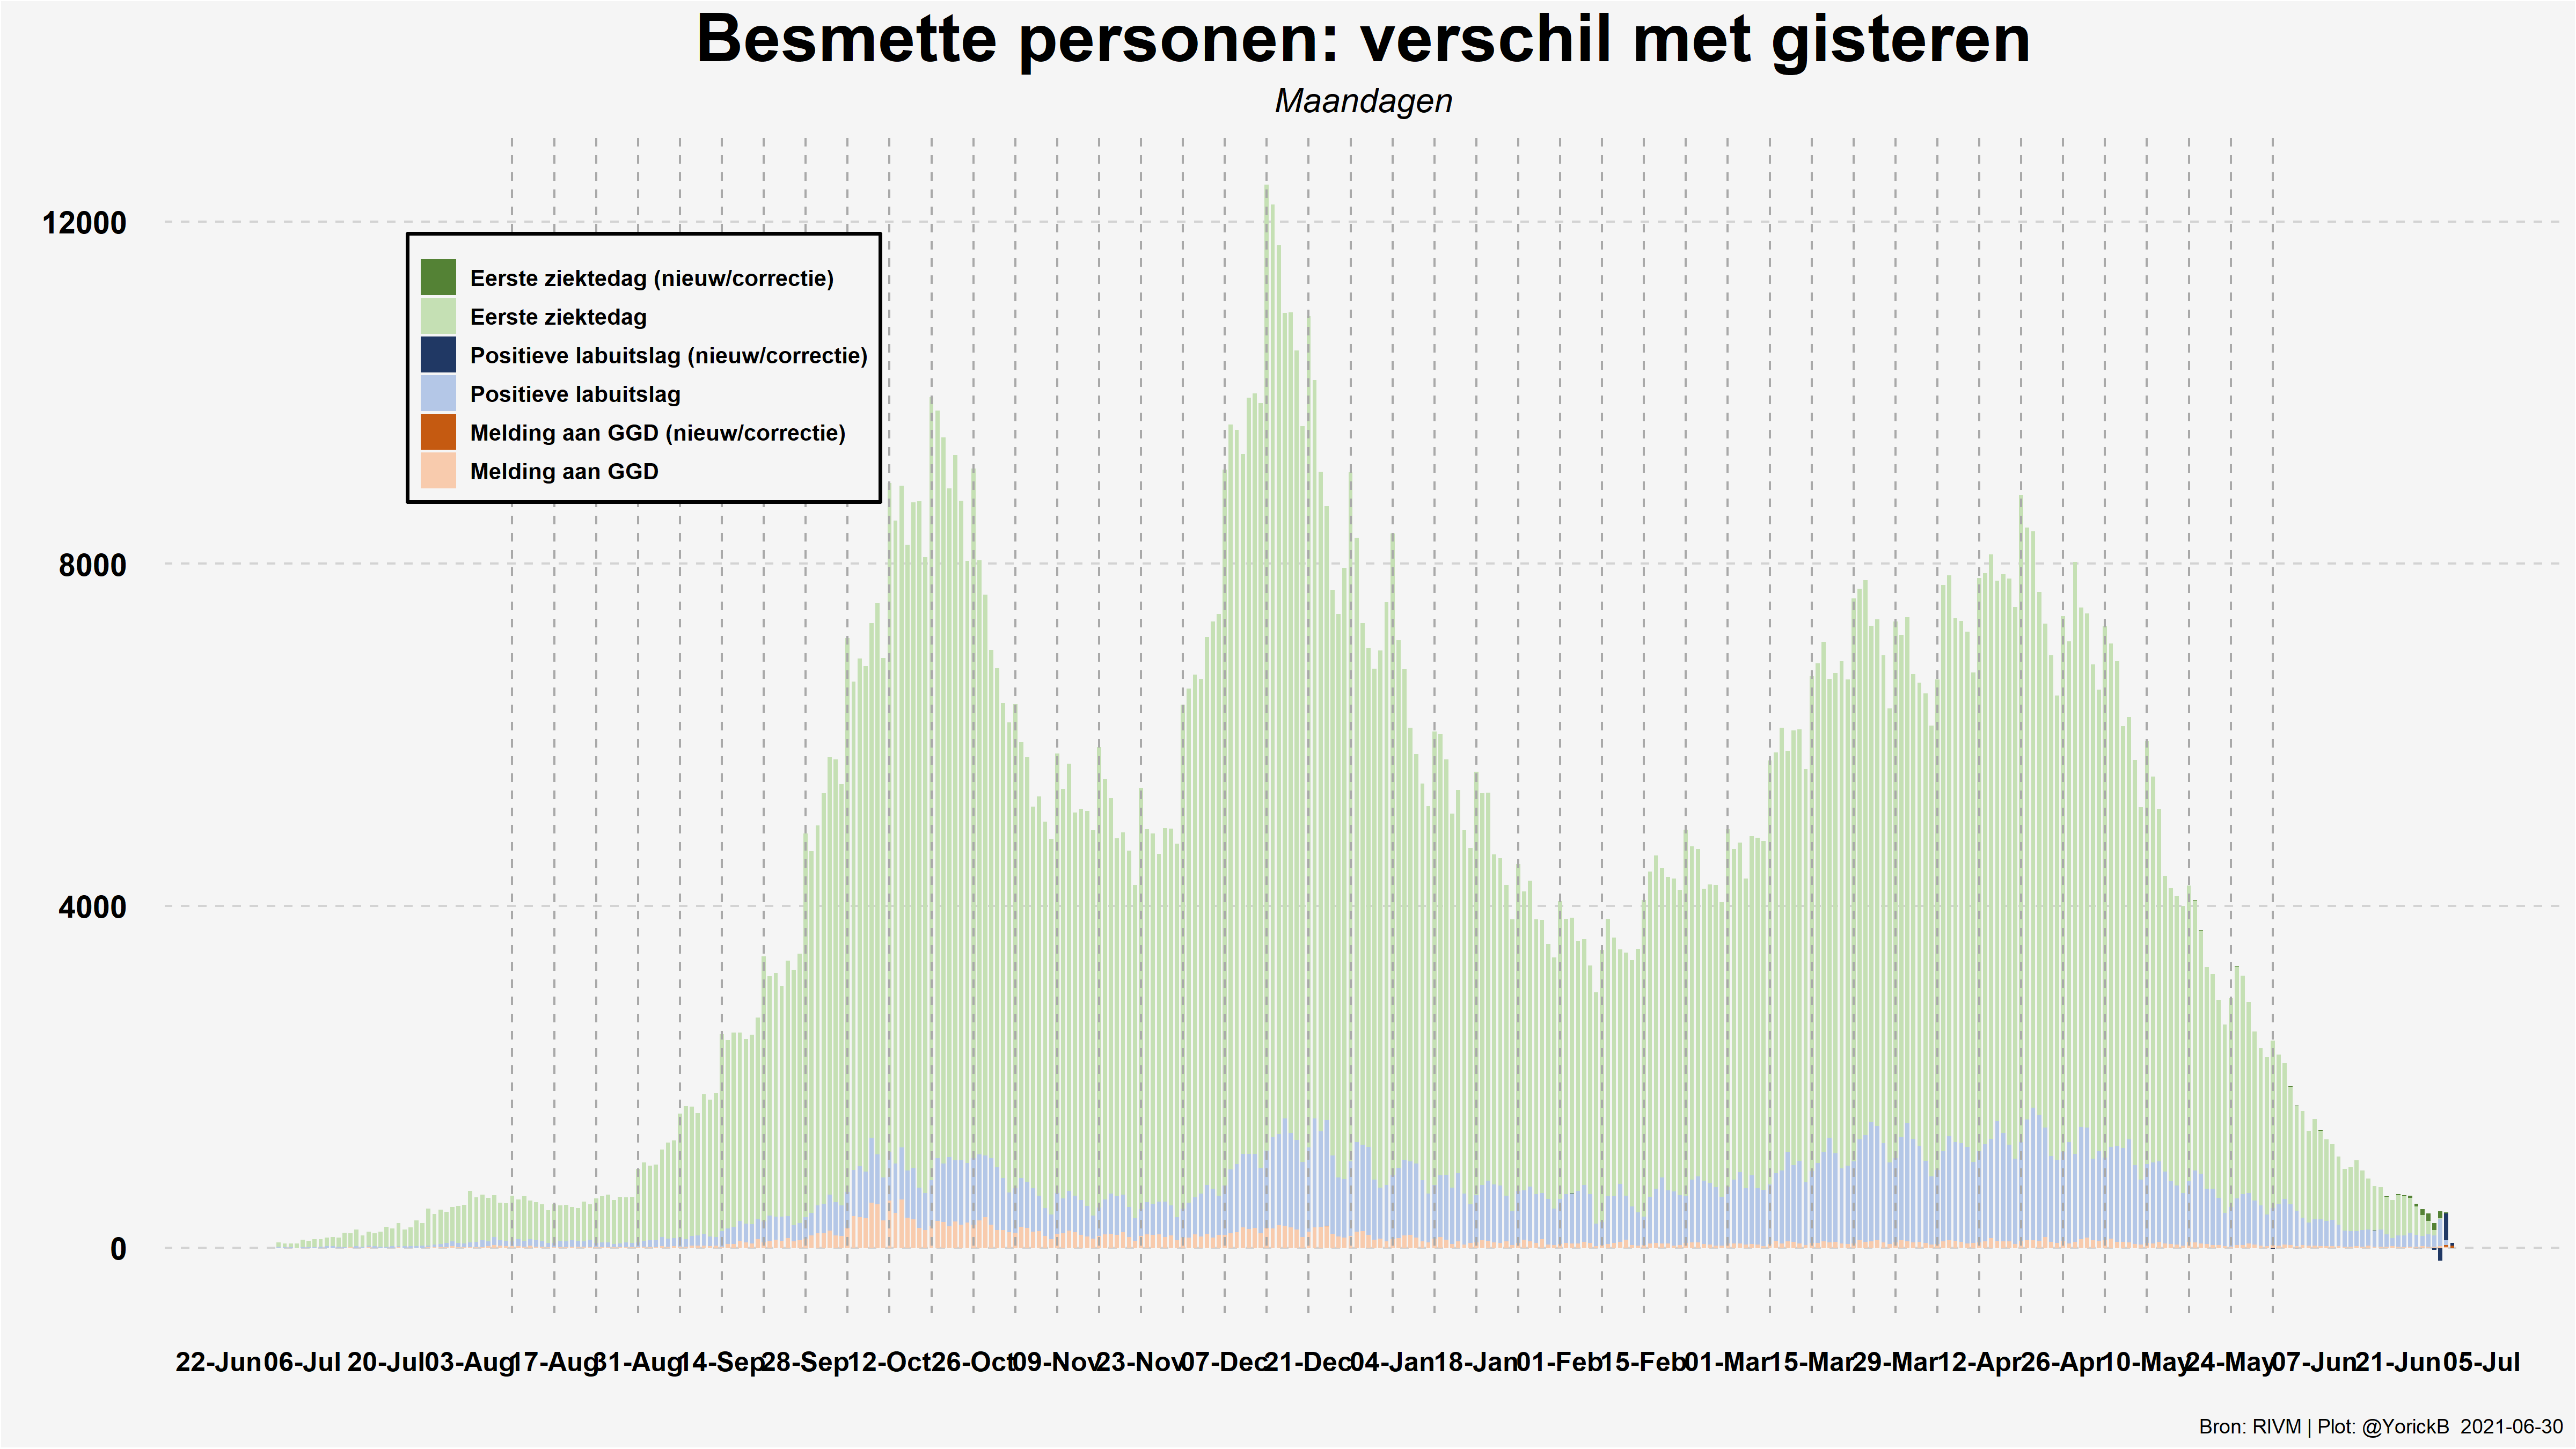 Besmette personen: verschil met gisteren
Maandagen
12000
8000
4000
0
Eerste ziektedag (nieuw/correctie)
Eerste ziektedag
Positieve labuitslag (nieuw/correctie)
Positieve labuitslag
Melding aan GGD (nieuw/correctie)
Melding aan GGD
22-Jun 06-Jul 20-Jul 03-Aug 17-Aug 31-Aug 14-Sep 28-Sep 12-Oct 26-Oct 09-Nov 23-Nov 07-Dec 21-Dec 04-Jan 18-Jan 01-Feb 15-Feb 01-Mar 15-Mar 29-Mar 12-Apr 26-Apr 10-May 24-May 07-Jun 21-Jun 05-Jul
Bron: RIVM | Plot: @YorickB 2021-06-30